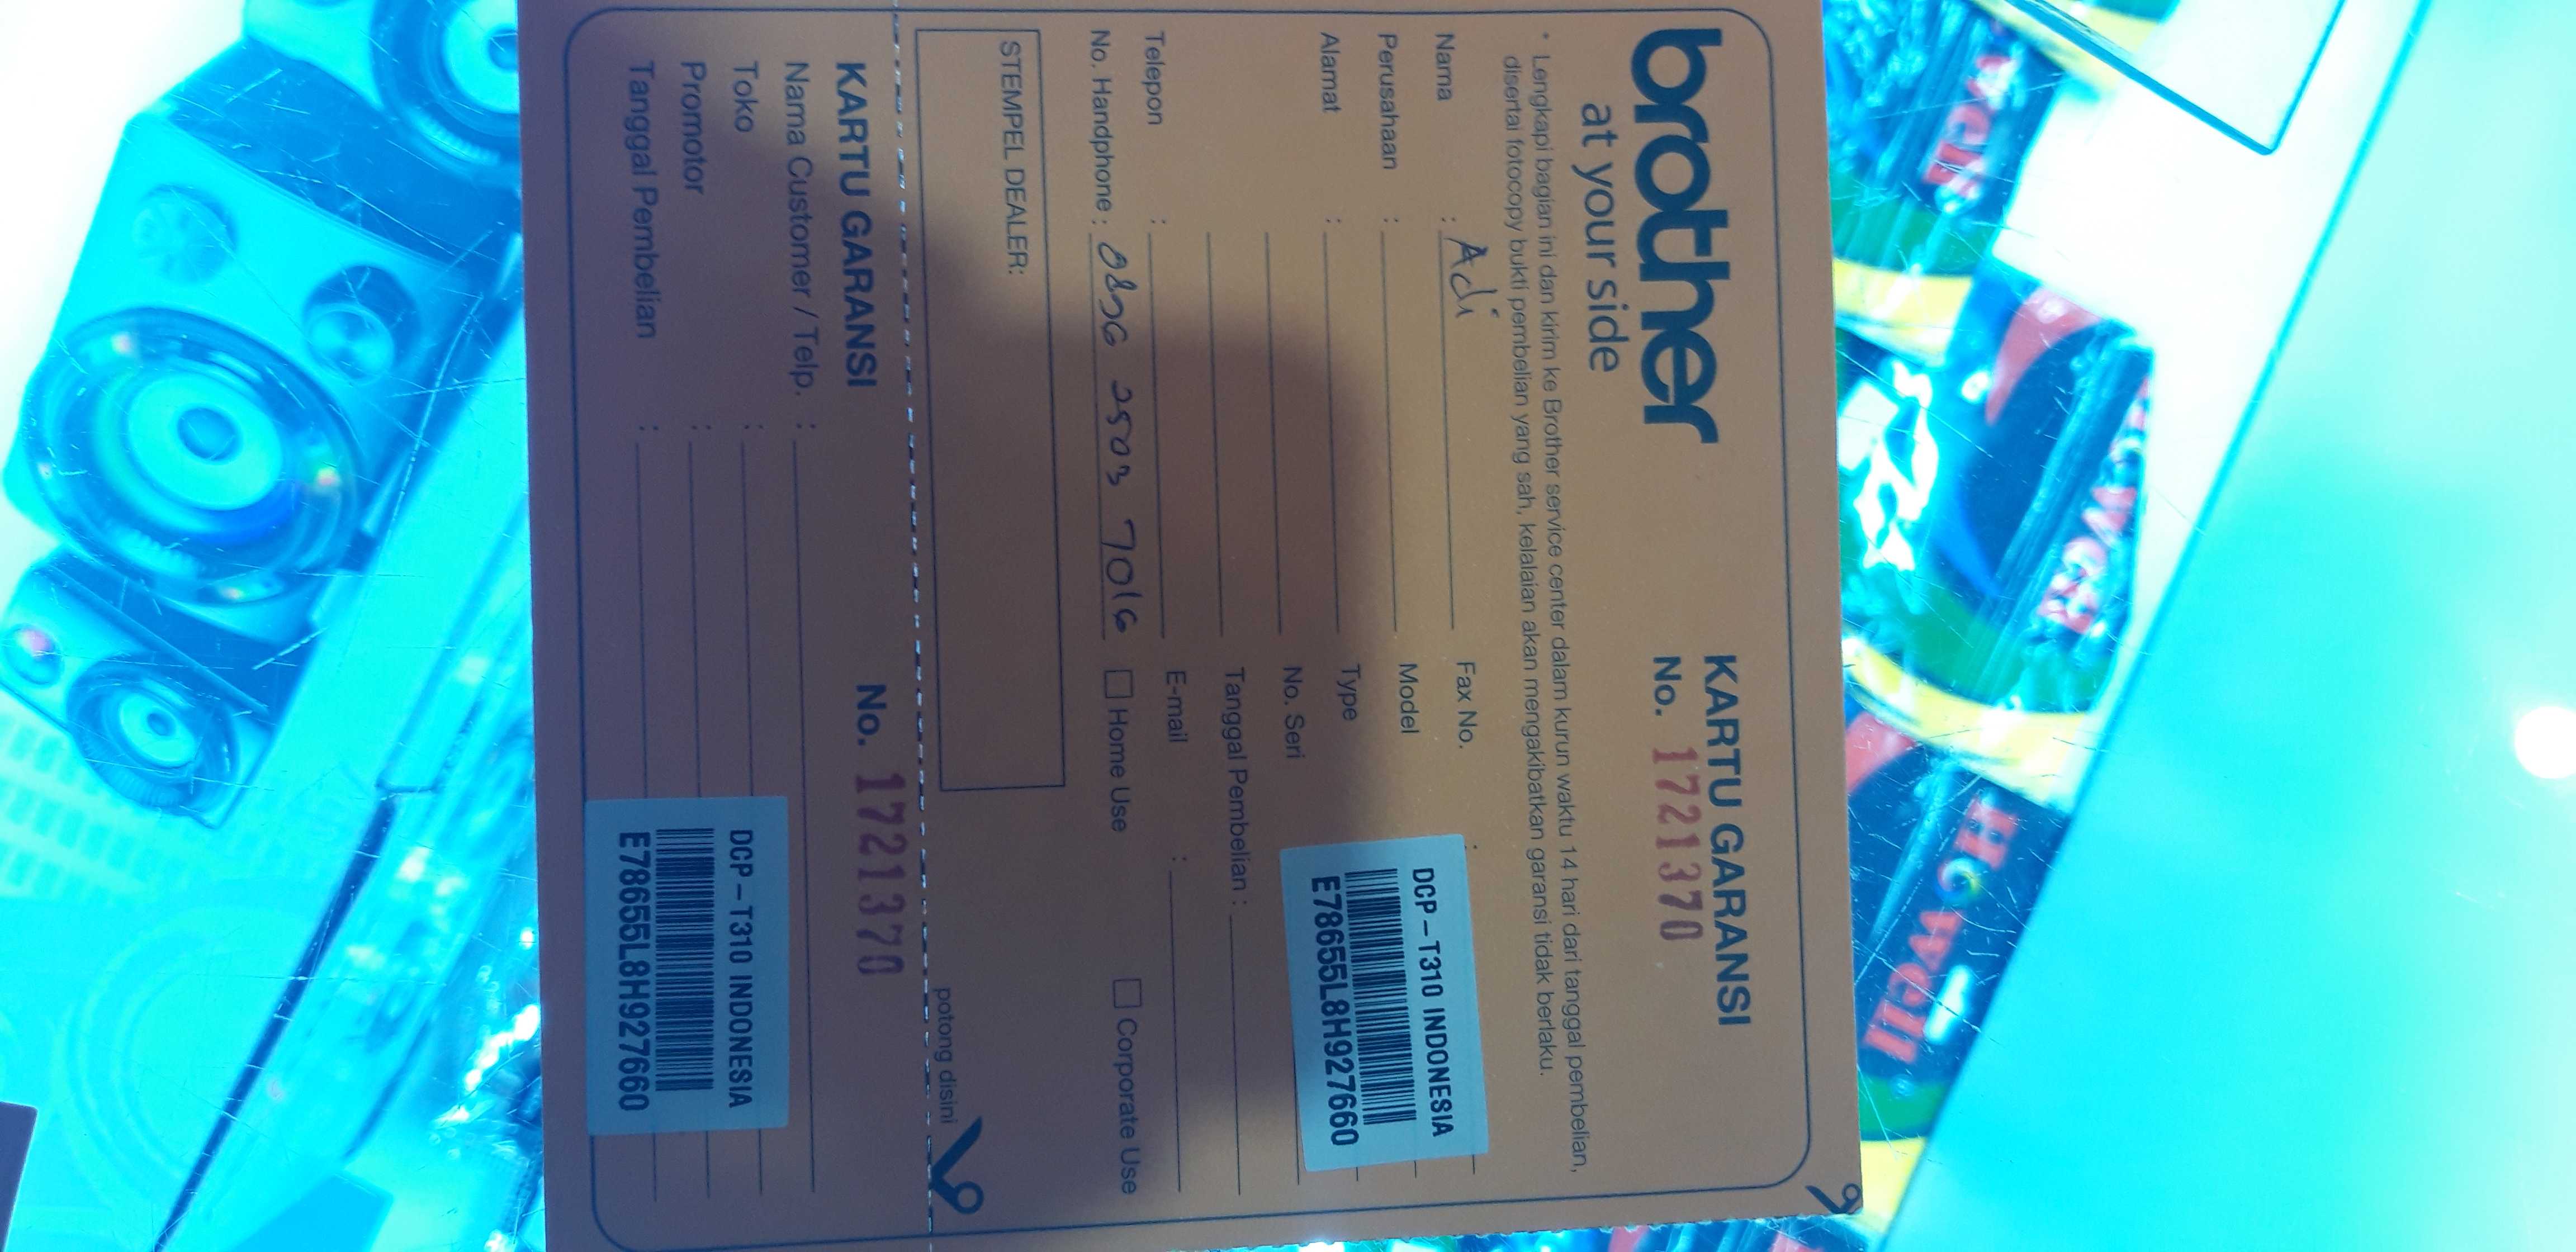 brother
at your side
KARTU GARANSI
No. 1721370
* Lengkapi bagian ini dan kirim ke Brother service center dalam kurun waktu 14 hari dari tanggal pembelian,
disertai fotocopy bukti pembelian yang sah, kelalaian akan mengakibatkan garansi tidak berlaku.
Nama : Adi
Perusahaan :
Alamat :
Telepon :
No. Handphone : 0856 2503 7016
Fax No. :
Model
Type
No. Seri
DCP-T310 INDONESIA
E78655L8H927660
Tanggal Pembelian :
E-mail :
Home Use
Corporate Use
STEMPEL DEALER:
potong disini
KARTU GARANSI
No. 1721370
Nama Customer / Telp. :
Toko :
Promotor :
Tanggal Pembelian :
DCP-T310 INDONESIA
E78655L8H927660
Howell